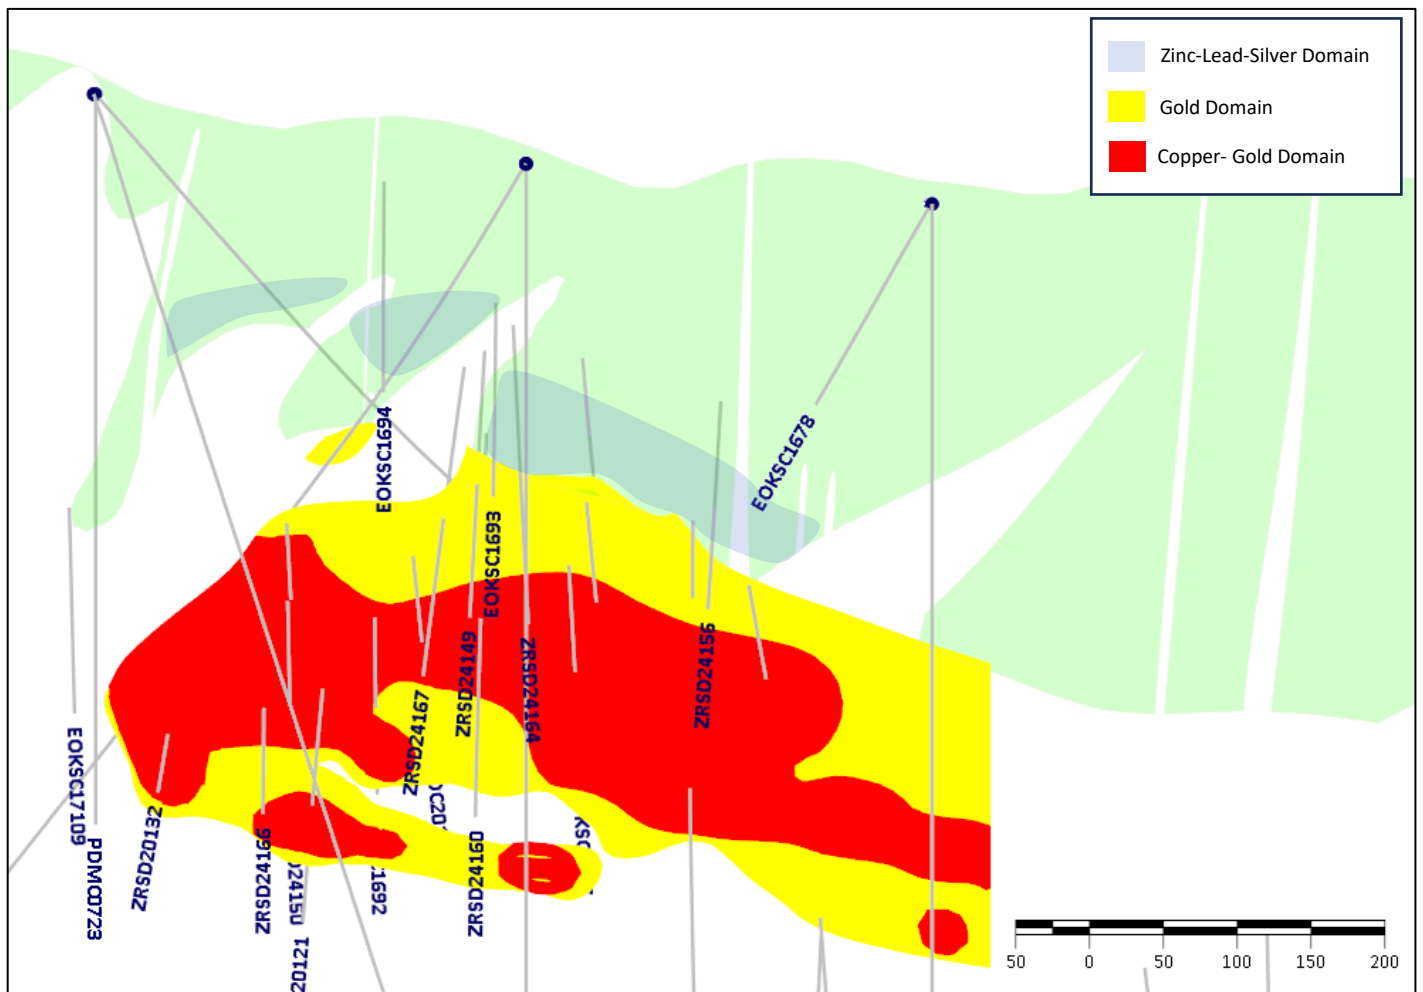 Zinc-Lead-Silver Domain
Gold Domain
Copper- Gold Domain
EOKSC1694
EOKSC1678
EOKSC1693
ZRSD24149
ZRSD24164
ZRSD24156
ZRSD24167
EOKSC17109
PDMC0723
ZRSD20132
ZRSD24166
ZRSD24160
1692
50 0 50 100 150 200